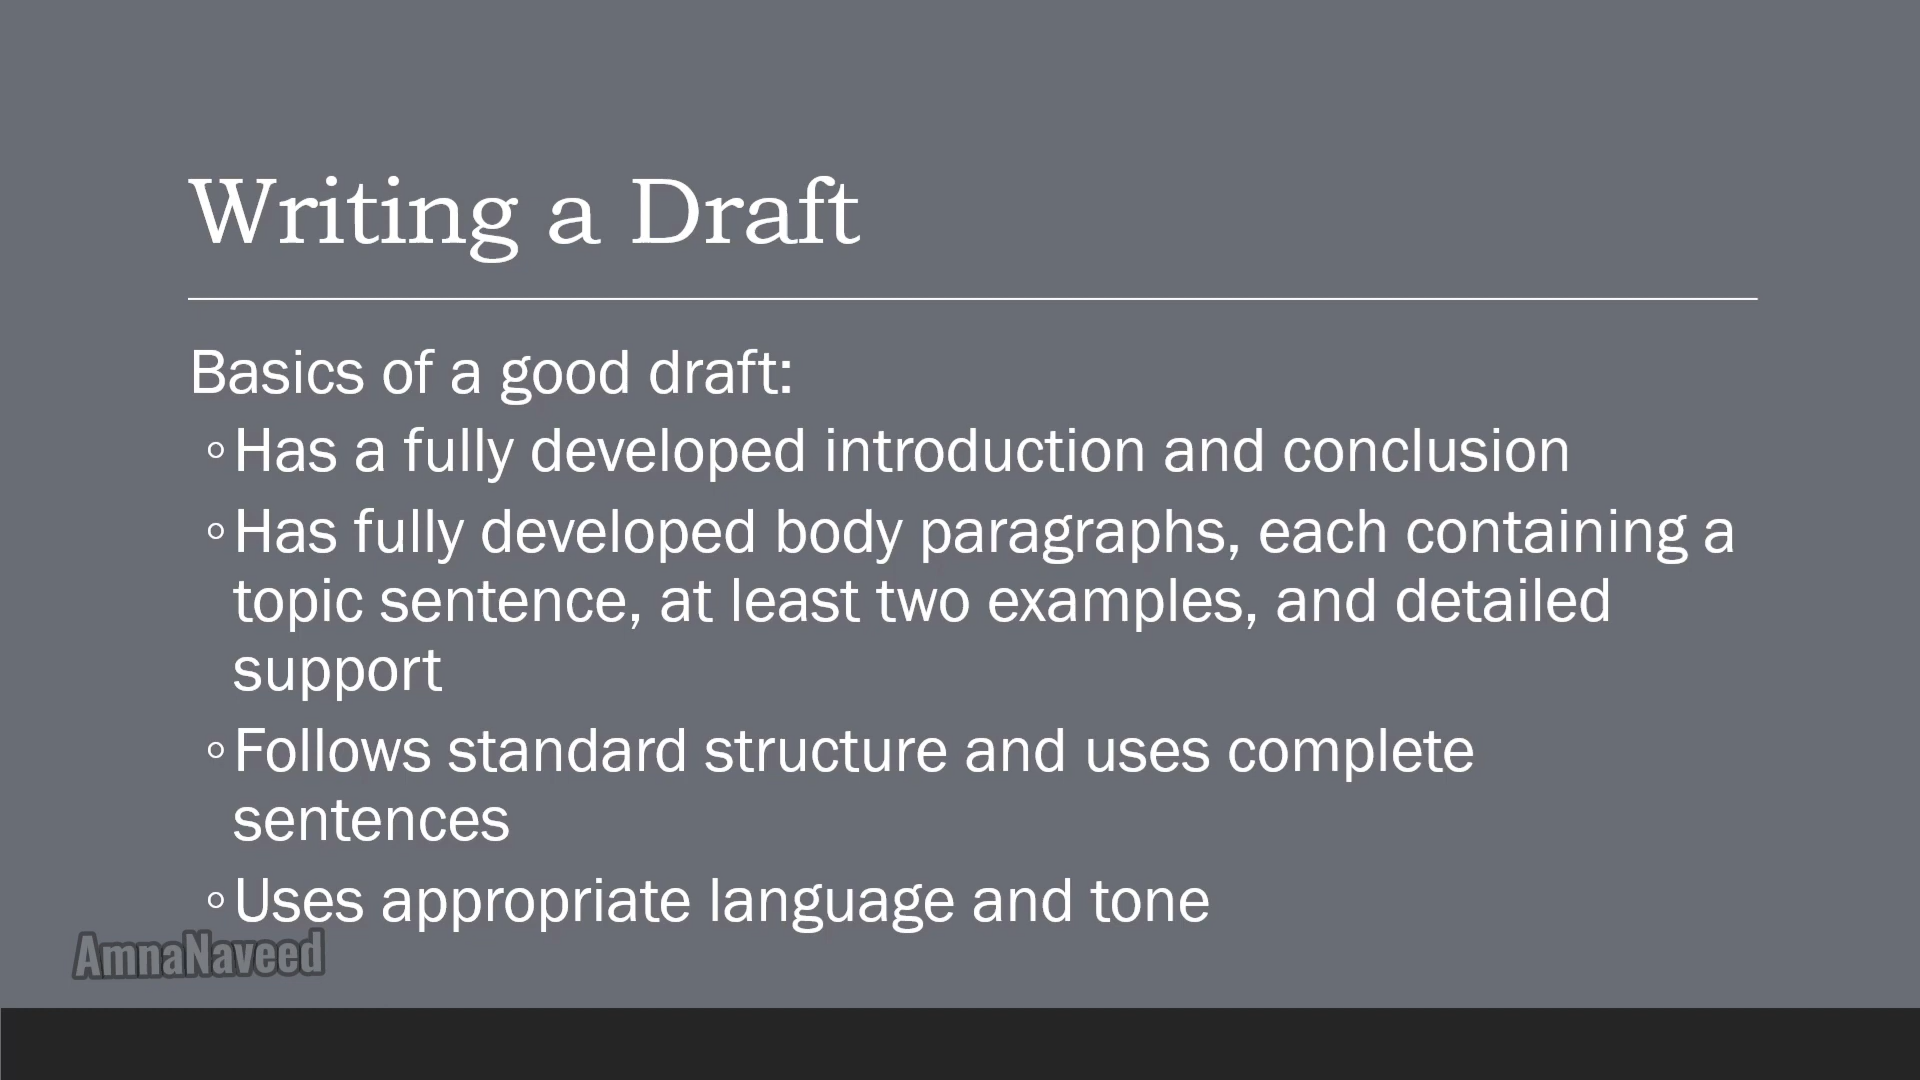 Writing a Draft
Basics of a good draft:
◦Has a fully developed introduction and conclusion
◦Has fully developed body paragraphs, each containing a
topic sentence, at least two examples, and detailed
support
◦Follows standard structure and uses complete
sentences
◦Uses appropriate language and tone
AmnaNaveed